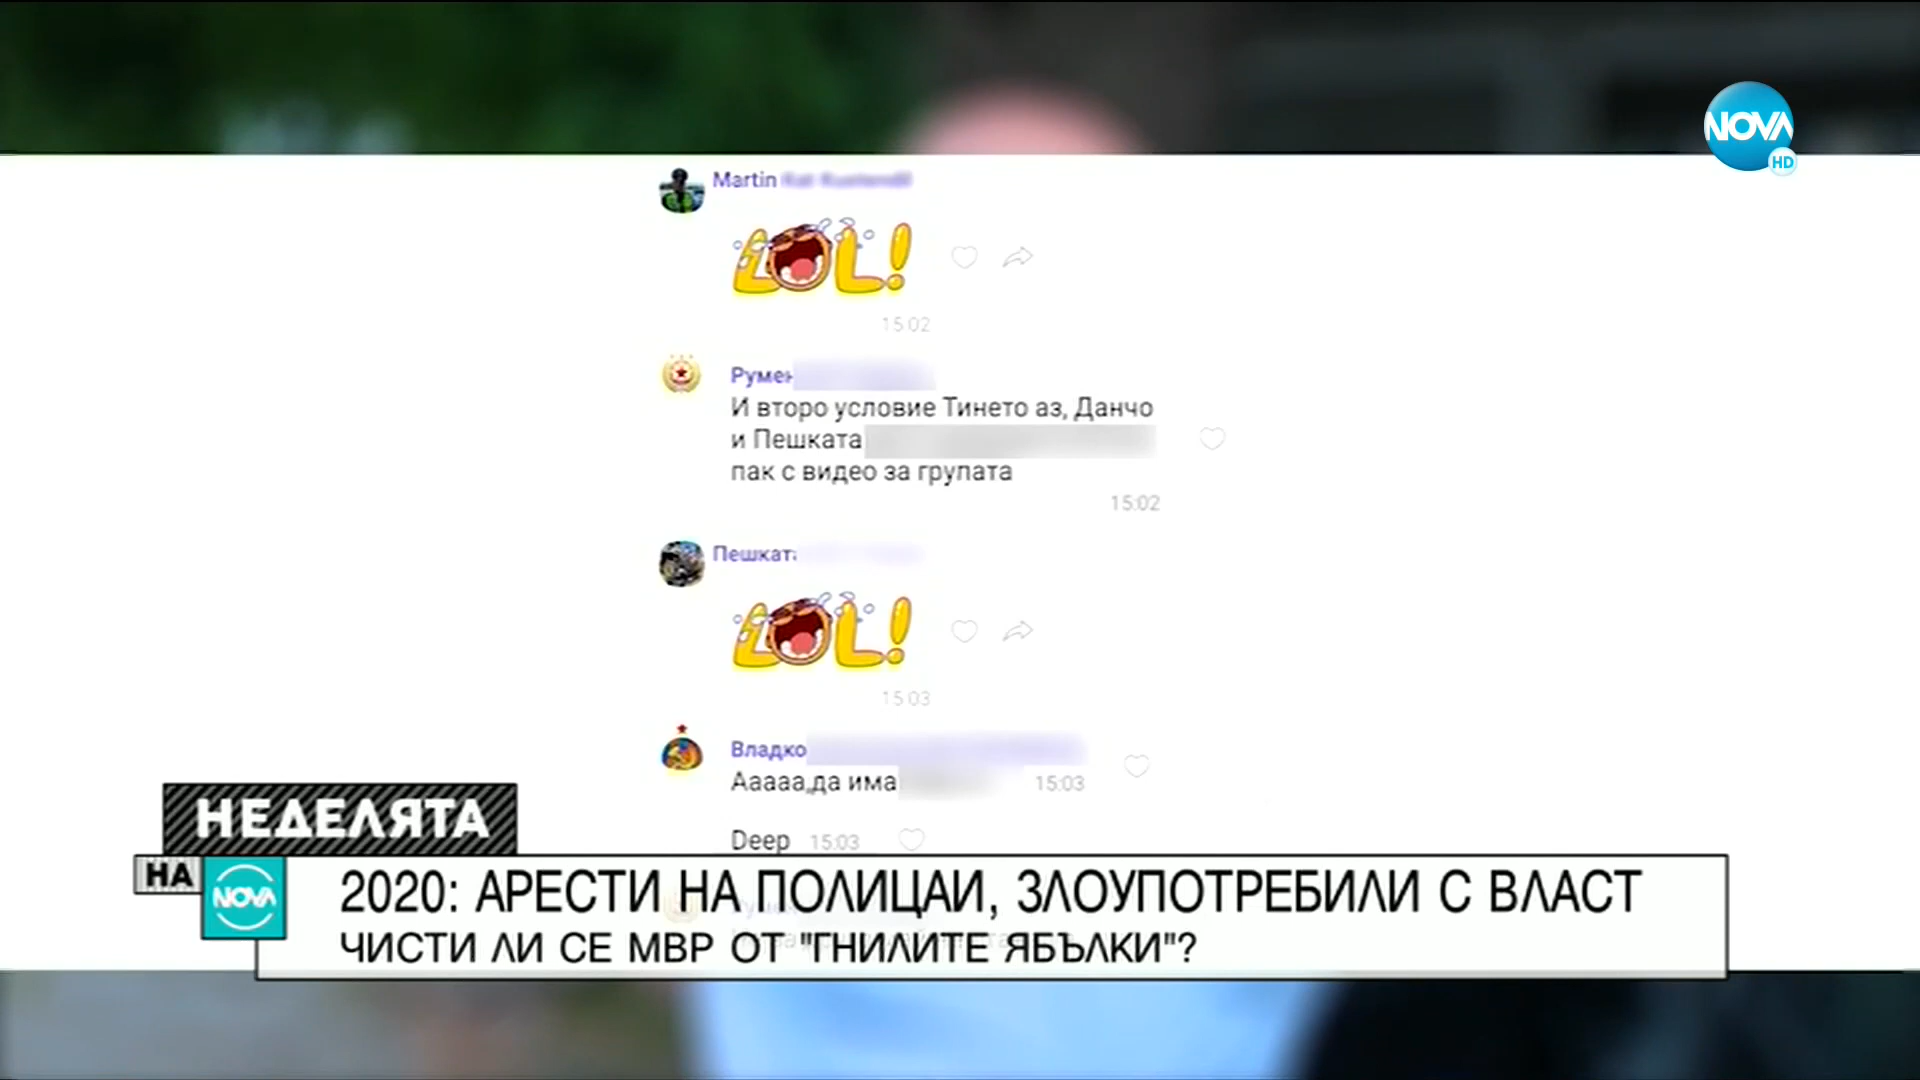 NOVA
HD
Martin
LOL!
15:02
Румен
И второ условие Тинето аз, Данчо
и Пешката
пак с видео за групата
15:02
Пешката
LOL!
15:03
Владко
Ааааа,да има
15:03
Deep 15:03
НЕДЕЛЯТА
НА
NOVA
2020: АРЕСТИ НА ПОЛИЦАИ, ЗЛОУПОТРЕБИЛИ С ВЛАСТ
ЧИСТИ ЛИ СЕ МВР ОТ "ГНИЛИТЕ ЯБЪЛКИ"?